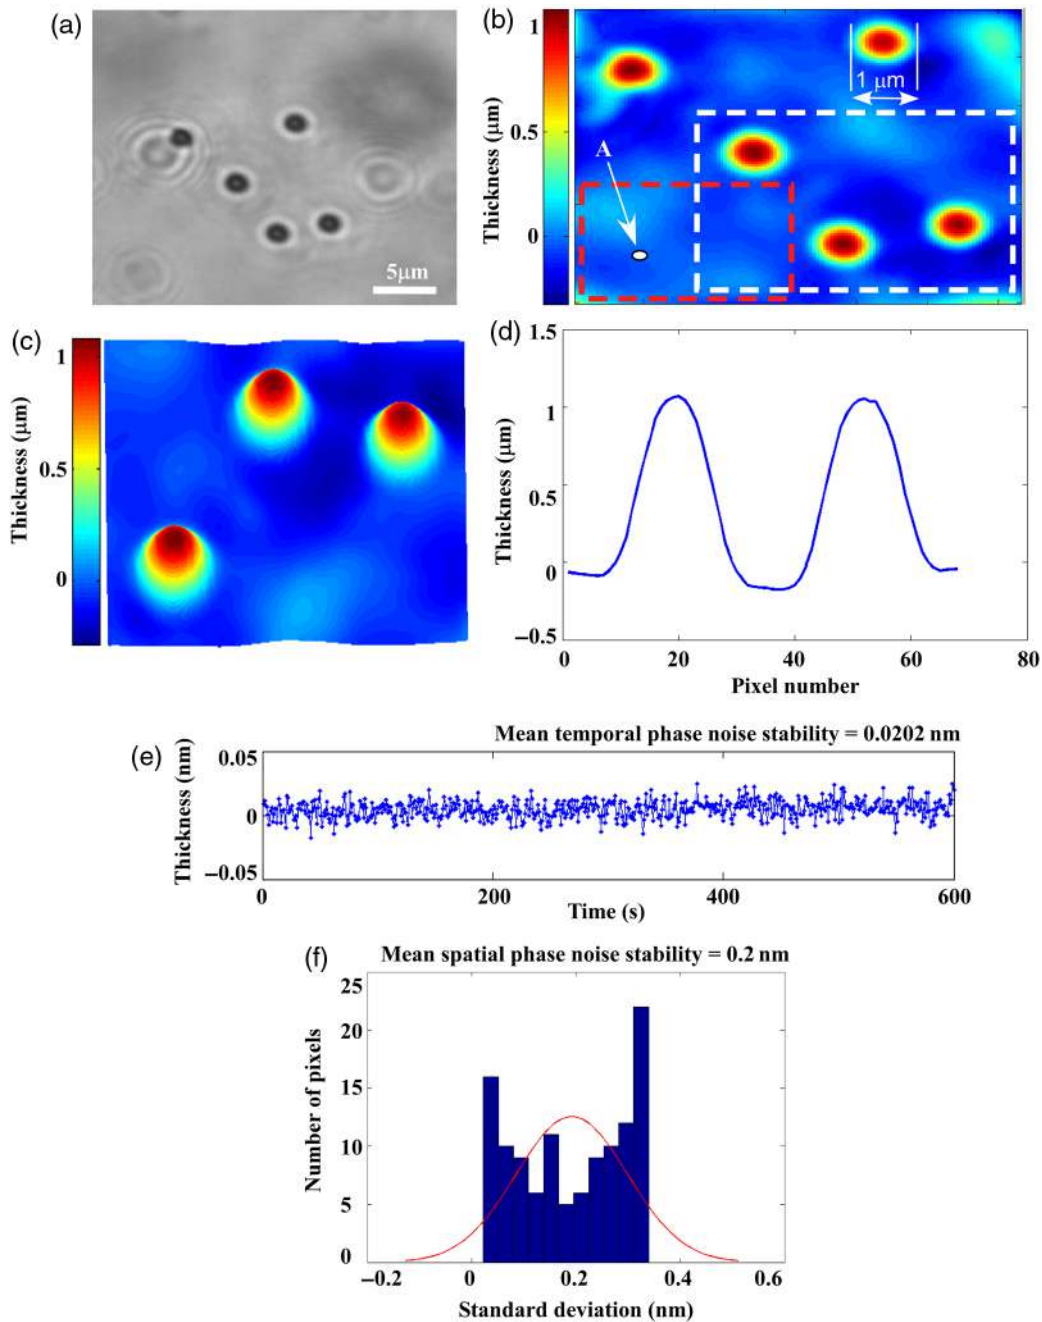 (a)
5μm
(b)
Thickness (μm)
1
0.5
0
1 μm
A
(c)
Thickness (μm)
1
0.5
0
(d)
Thickness (μm)
1.5
1
0.5
0
–0.5
0
20
40
60
80
Pixel number
Mean temporal phase noise stability = 0.0202 nm
(e)
Thickness (nm)
0.05
0
–0.05
0
200
400
600
Time (s)
(f)
Mean spatial phase noise stability = 0.2 nm
Number of pixels
25
20
15
10
5
0
–0.2
0
0.2
0.4
0.6
Standard deviation (nm)